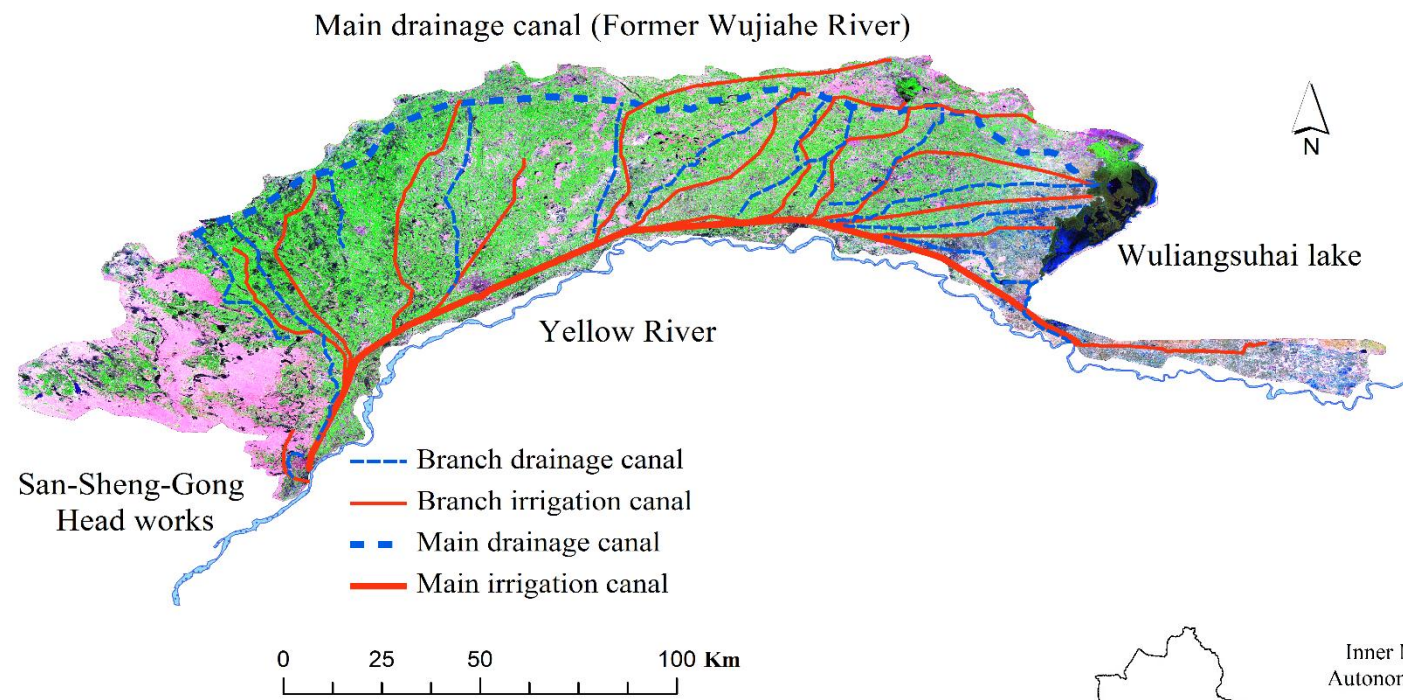 Main drainage canal (Former Wujiahe River)
N
Wuliangsuhai lake
Yellow River
San-Sheng-Gong
Head works
Branch drainage canal
Branch irrigation canal
Main drainage canal
Main irrigation canal
0 25 50 100 Km
Inner